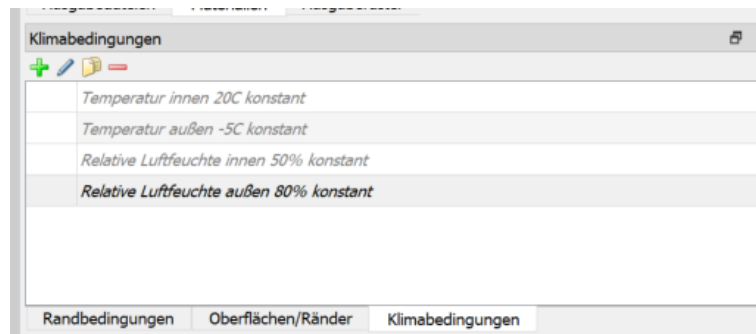 Klimabedingungen
Temperatur innen 20C konstant
Temperatur außen -5C konstant
Relative Luftfeuchte innen 50% konstant
Relative Luftfeuchte außen 80% konstant
Randbedingungen Oberflächen/Ränder Klimabedingungen